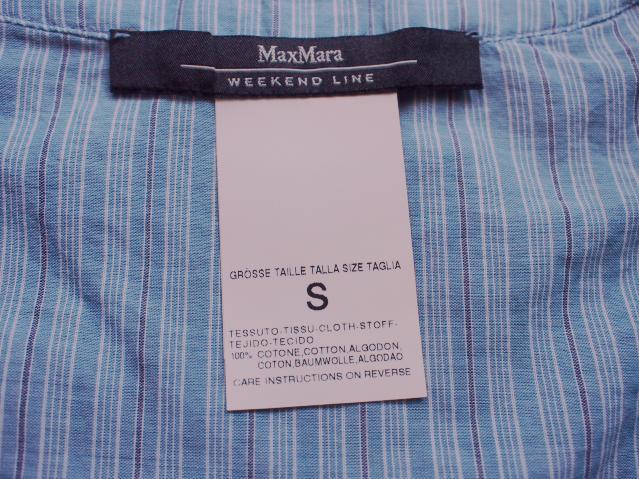 MaxMara
WEEKEND LINE
GRÖSSE TAILLE TALLA SIZE TAGLIA
S
TESSUTO-TISSU-CLOTH-STOFF-
TEJIDO-TECIDO
100% COTONE,COTTON,ALGODON,
COTON,BAUMWOLLE,ALGODAO
CARE INSTRUCTIONS ON REVERSE